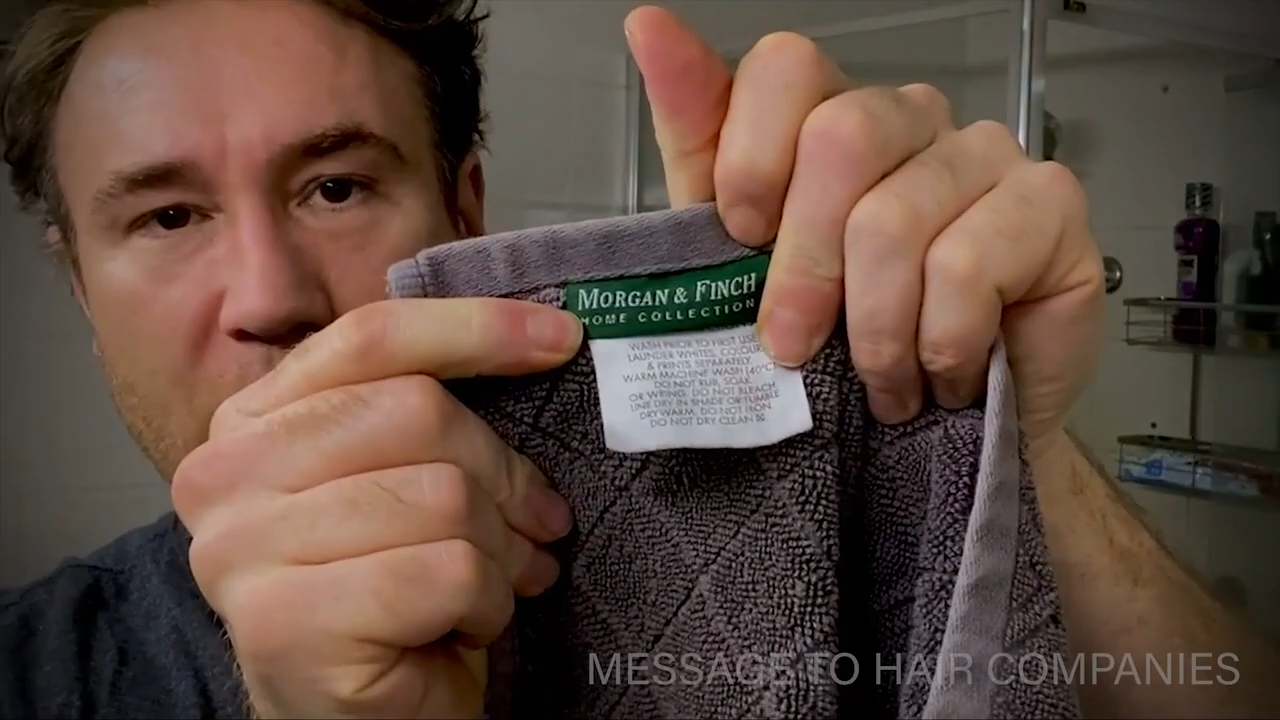 MORGAN & FINCH
HOME COLLECTION
WASH PRIOR TO FIRST USE
LAUNDER WHITES, COLOURS
& PRINTS SEPARATELY.
WARM MACHINE WASH (40°C)
DO NOT RUB, SOAK
OR WRING, DO NOT BLEACH,
LINE DRY IN SHADE OR TUMBLE
DRY WARM, DO NOT IRON
DO NOT DRY CLEAN
MESSAGE TO HAIR COMPANIES